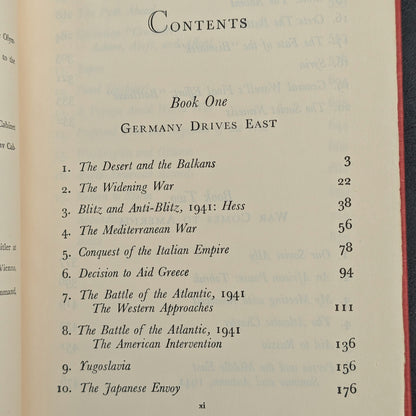 Contents
Book One
Germany Drives East
1. The Desert and the Balkans 3
2. The Widening War 22
3. Blitz and Anti-Blitz, 1941: Hess 38
4. The Mediterranean War 56
5. Conquest of the Italian Empire 78
6. Decision to Aid Greece 94
7. The Battle of the Atlantic, 1941
The Western Approaches 111
8. The Battle of the Atlantic, 1941
The American Intervention 136
9. Yugoslavia 156
10. The Japanese Envoy 176
xi